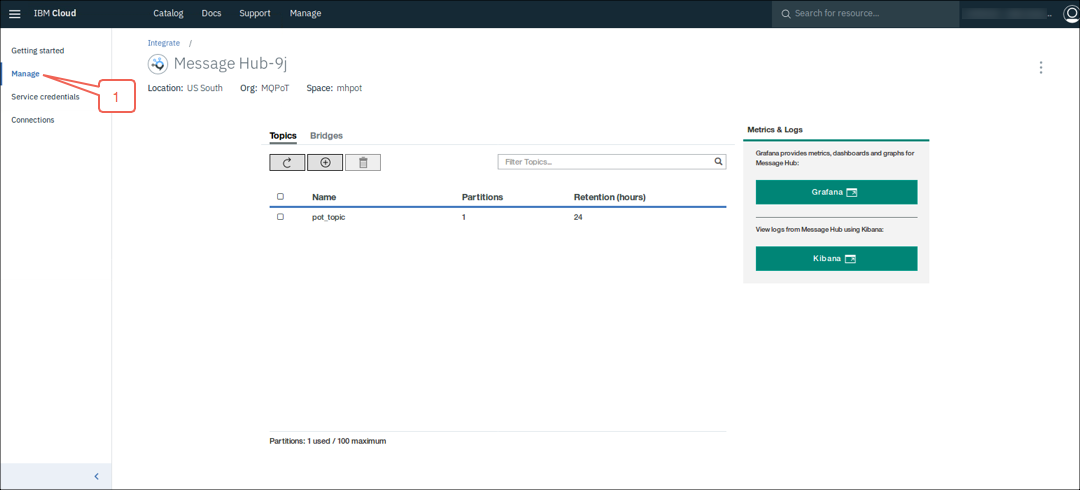 IBM Cloud Catalog Docs Support Manage Search for resource...
Getting started
Manage
Service credentials
Connections
1
Integrate /
Message Hub-9j
Location: US South Org: MQPoT Space: mhpot
Topics Bridges
Filter Topics...
Name Partitions Retention (hours)
pot_topic 1 24
Partitions: 1 used / 100 maximum
Metrics & Logs
Grafana provides metrics, dashboards and graphs for
Message Hub:
Grafana
View logs from Message Hub using Kibana:
Kibana